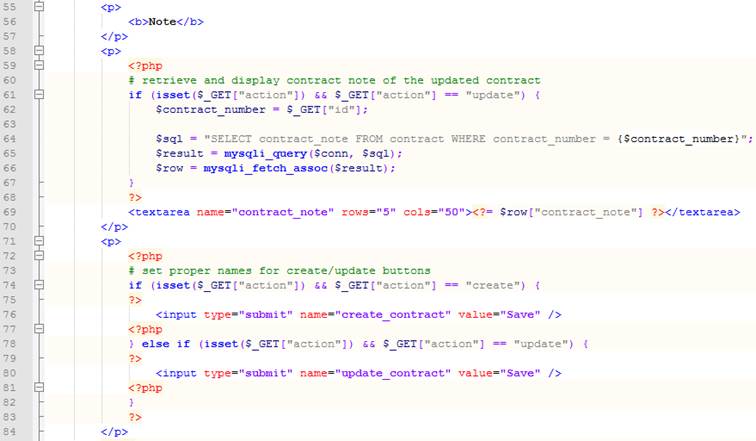 55 <p>
56 <b>Note</b>
57 </p>
58 <p>
59 <?php
60 # retrieve and display contract note of the updated contract
61 if (isset($_GET["action"]) && $_GET["action"] == "update") {
62 $contract_number = $_GET["id"];
63
64 $sql = "SELECT contract_note FROM contract WHERE contract_number = {$contract_number}";
65 $result = mysqli_query($conn, $sql);
66 $row = mysqli_fetch_assoc($result);
67 }
68 ?>
69 <textarea name="contract_note" rows="5" cols="50"><?= $row["contract_note"] ?></textarea>
70 </p>
71 <p>
72 <?php
73 # set proper names for create/update buttons
74 if (isset($_GET["action"]) && $_GET["action"] == "create") {
75 ?>
76 <input type="submit" name="create_contract" value="Save" />
77 <?php
78 } else if (isset($_GET["action"]) && $_GET["action"] == "update") {
79 ?>
80 <input type="submit" name="update_contract" value="Save" />
81 <?php
82 }
83 ?>
84 </p>